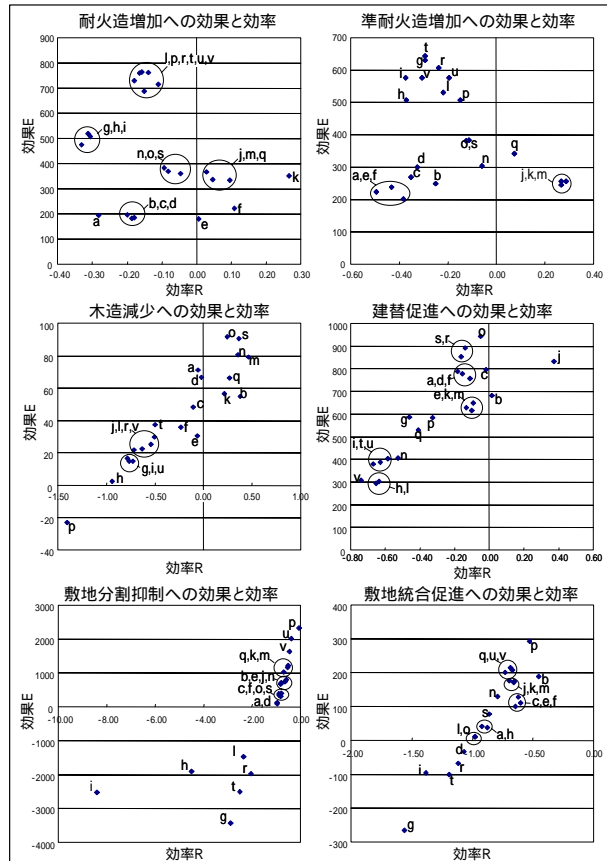 耐火造増加への効果と効率
効果E
900
800
700
600
500
400
300
200
100
0
l,p,r,t,u,v
g,h,i
n,o,s
j,m,q
k
b,c,d
a
e
f
-0.40 -0.30 -0.20 -0.10 0.00 0.10 0.20 0.30
効率R
準耐火造増加への効果と効率
効果E
700
600
500
400
300
200
100
0
t
g
r
i
v
u
l
h
p
o,s
q
n
d
c
b
a,e,f
j,k,m
-0.60 -0.40 -0.20 0.00 0.20 0.40
効率R
木造減少への効果と効率
効果E
100
80
60
40
20
0
-20
-40
o
s
n
m
a
d
q
k
b
c
t
f
e
j,l,r,v
g,i,u
h
p
-1.50 -1.00 -0.50 0.00 0.50 1.00
効率R
建替促進への効果と効率
効果E
1000
900
800
700
600
500
400
300
200
100
0
o
s,r
j
c
a,d,f
b
e,k,m
g
p
q
i,t,u
n
v
h,l
-0.80 -0.60 -0.40 -0.20 0.00 0.20 0.40 0.60
効率R
敷地分割抑制への効果と効率
効果E
3000
2000
1000
0
-1000
-2000
-3000
-4000
p
u
v
q,k,m
b,e,j,n
c,f,o,s
a,d
l
h
r
i
t
g
-10.00 -8.00 -6.00 -4.00 -2.00 0.00
効率R
敷地統合促進への効果と効率
効果E
400
300
200
100
0
-100
-200
-300
p
q,u,v
b
j,k,m
n
c,e,f
s
l,o
a,h
d
r
i
t
g
-2.00 -1.50 -1.00 -0.50 0.00
効率R